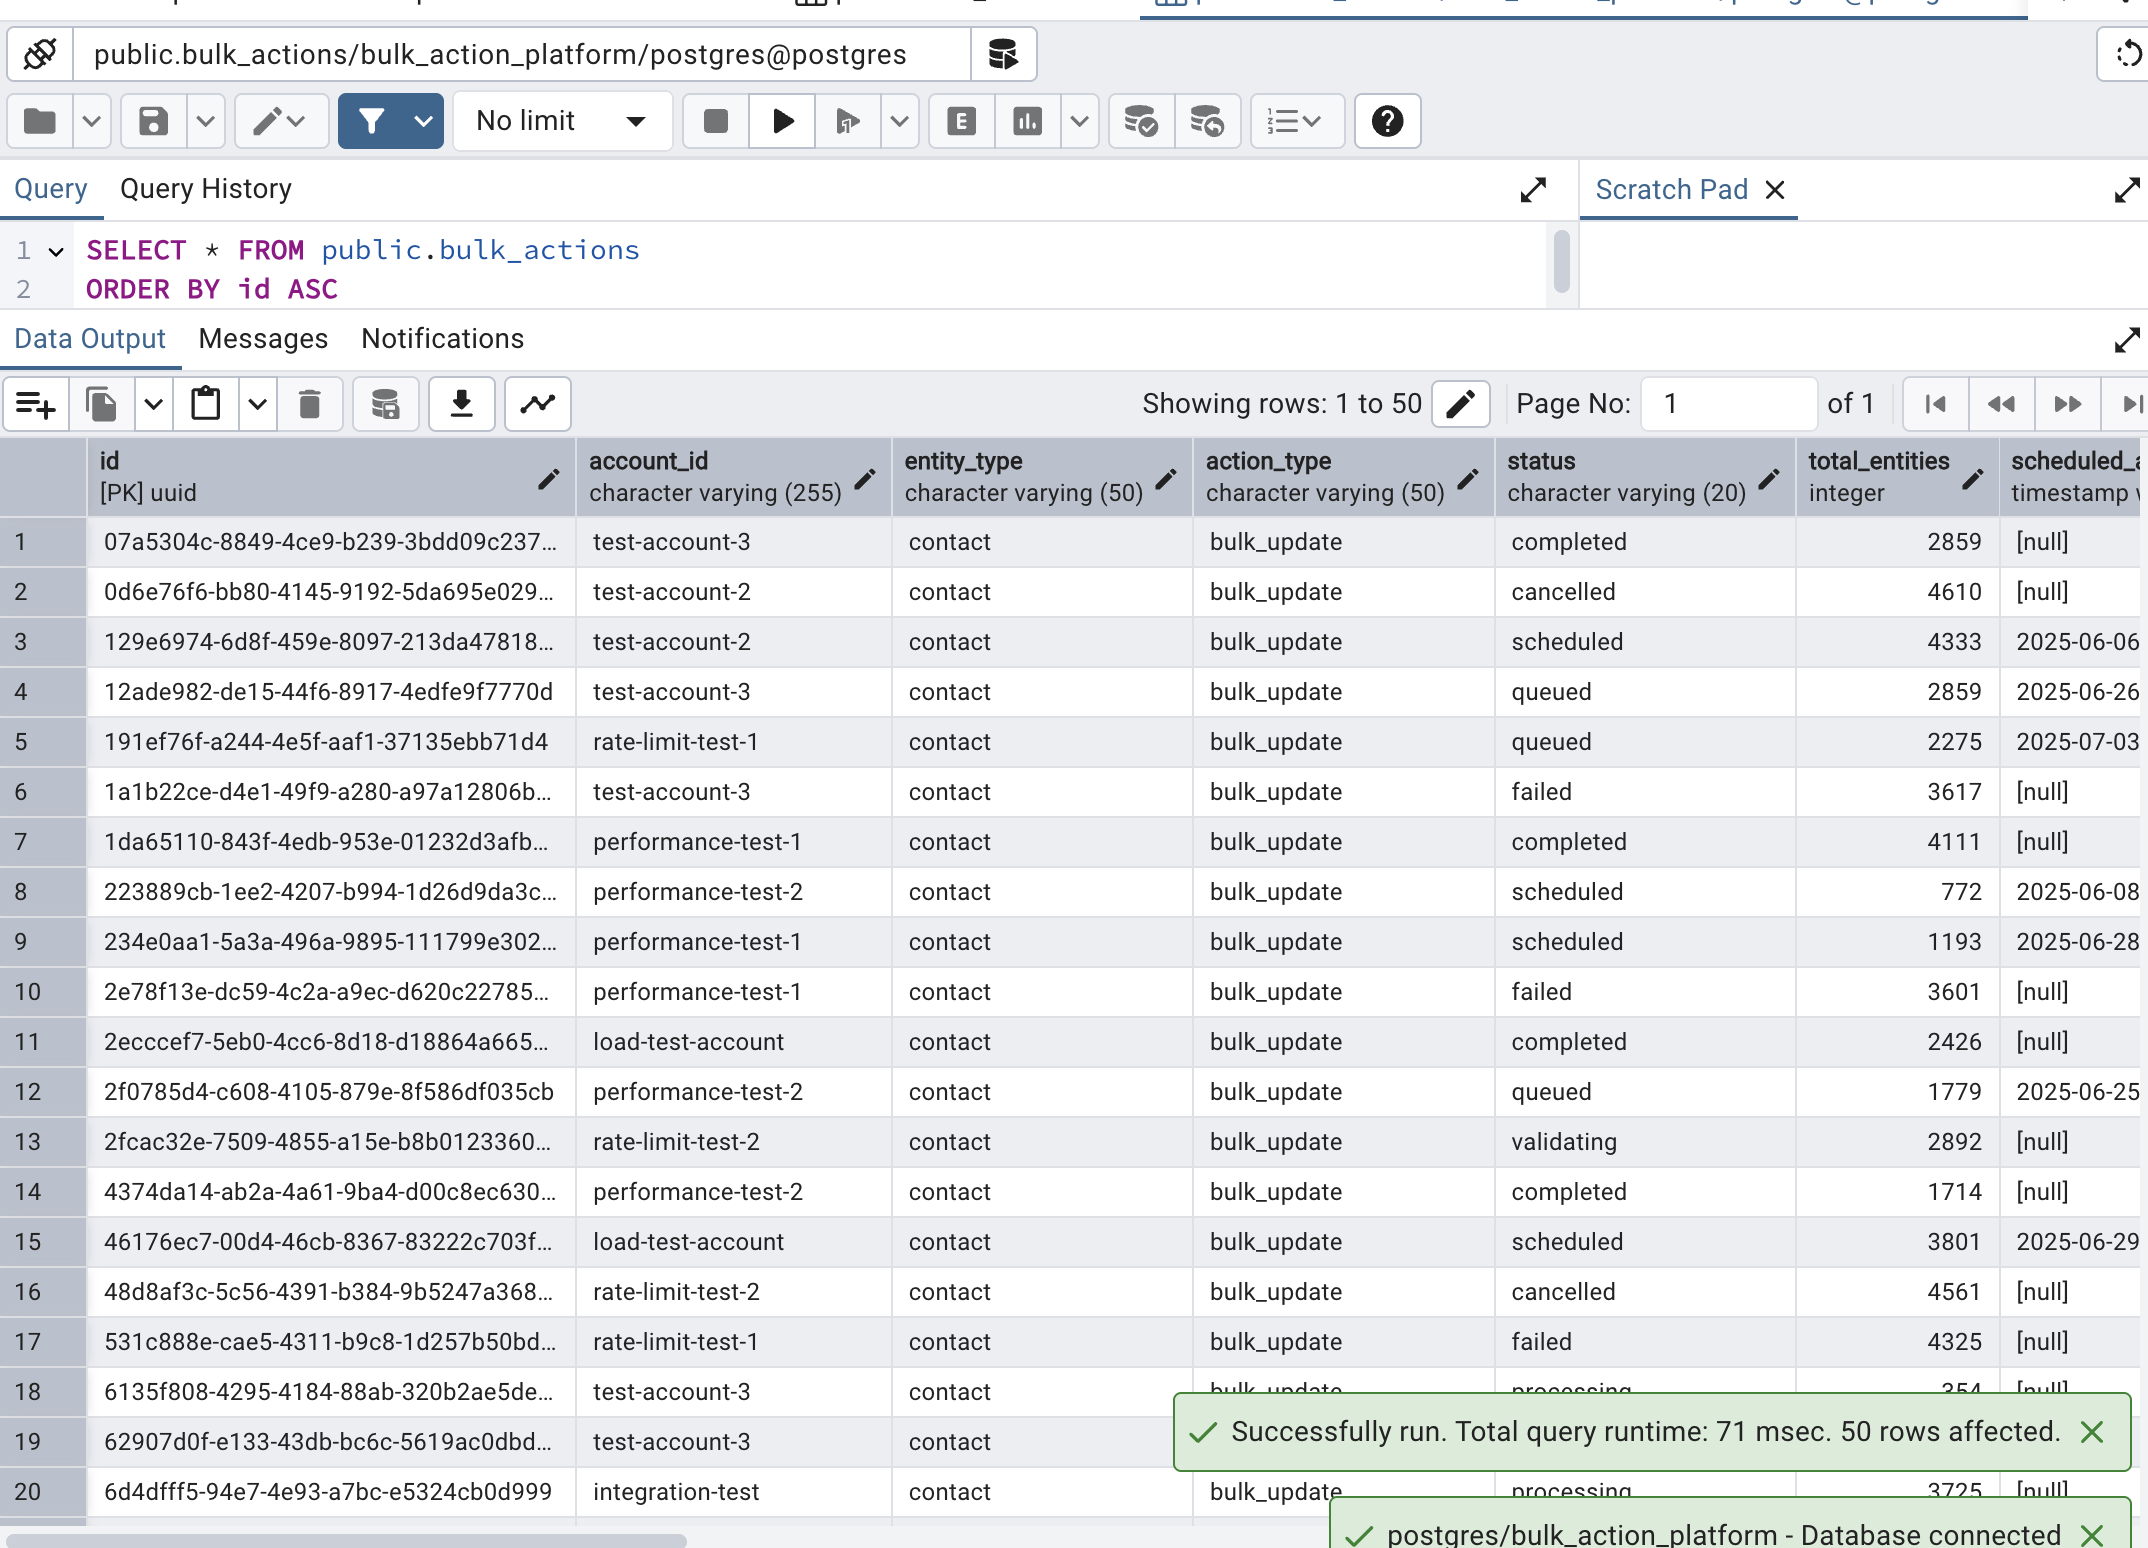 public.bulk_actions/bulk_action_platform/postgres@postgres
No limit
E
1
1 2 3
?
Query Query History
Scratch Pad
1 SELECT * FROM public.bulk_actions
2 ORDER BY id ASC
Data Output Messages Notifications
Showing rows: 1 to 50 Page No: 1 of 1
id account_id entity_type action_type status total_entities
[PK] uuid character varying (255) character varying (50) character varying (50) character varying (20) integer timestamp
1 07a5304c-8849-4ce9-b239-3bdd09c237... test-account-3 contact bulk_update completed 2859 [null]
2 0d6e76f6-bb80-4145-9192-5da695e029... test-account-2 contact bulk_update cancelled 4610 [null]
3 129e6974-6d8f-459e-8097-213da47818... test-account-2 contact bulk_update scheduled 4333 2025-06-06
4 12ade982-de15-44f6-8917-4edfe9f7770d test-account-3 contact bulk_update queued 2859 2025-06-26
5 191ef76f-a244-4e5f-aaf1-37135ebb71d4 rate-limit-test-1 contact bulk_update queued 2275 2025-07-03
6 1a1b22ce-d4e1-49f9-a280-a97a12806b... test-account-3 contact bulk_update failed 3617 [null]
7 1da65110-843f-4edb-953e-01232d3afb... performance-test-1 contact bulk_update completed 4111 [null]
8 223889cb-1ee2-4207-b994-1d26d9da3c... performance-test-2 contact bulk_update scheduled 772 2025-06-08
9 234e0aa1-5a3a-496a-9895-111799e302... performance-test-1 contact bulk_update scheduled 1193 2025-06-28
10 2e78f13e-dc59-4c2a-a9ec-d620c22785... performance-test-1 contact bulk_update failed 3601 [null]
11 2ecccef7-5eb0-4cc6-8d18-d18864a665... load-test-account contact bulk_update completed 2426 [null]
12 2f0785d4-c608-4105-879e-8f586df035cb performance-test-2 contact bulk_update queued 1779 2025-06-25
13 2fcac32e-7509-4855-a15e-b8b0123360... rate-limit-test-2 contact bulk_update validating 2892 [null]
14 4374da14-ab2a-4a61-9ba4-d00c8ec630... performance-test-2 contact bulk_update completed 1714 [null]
15 46176ec7-00d4-46cb-8367-83222c703f... load-test-account contact bulk_update scheduled 3801 2025-06-29
16 48d8af3c-5c56-4391-b384-9b5247a368... rate-limit-test-2 contact bulk_update cancelled 4561 [null]
17 531c888e-cae5-4311-b9c8-1d257b50bd... rate-limit-test-1 contact bulk_update failed 4325 [null]
18 6135f808-4295-4184-88ab-320b2ae5de... test-account-3 contact bulk_update processing 354 [null]
19 62907d0f-e133-43db-bc6c-5619ac0dbd... test-account-3 contact
Successfully run. Total query runtime: 71 msec. 50 rows affected.
20 6d4dfff5-94e7-4e93-a7bc-e5324cb0d999 integration-test contact bulk_update processing 3725 [null]
postgres/bulk_action_platform - Database connected